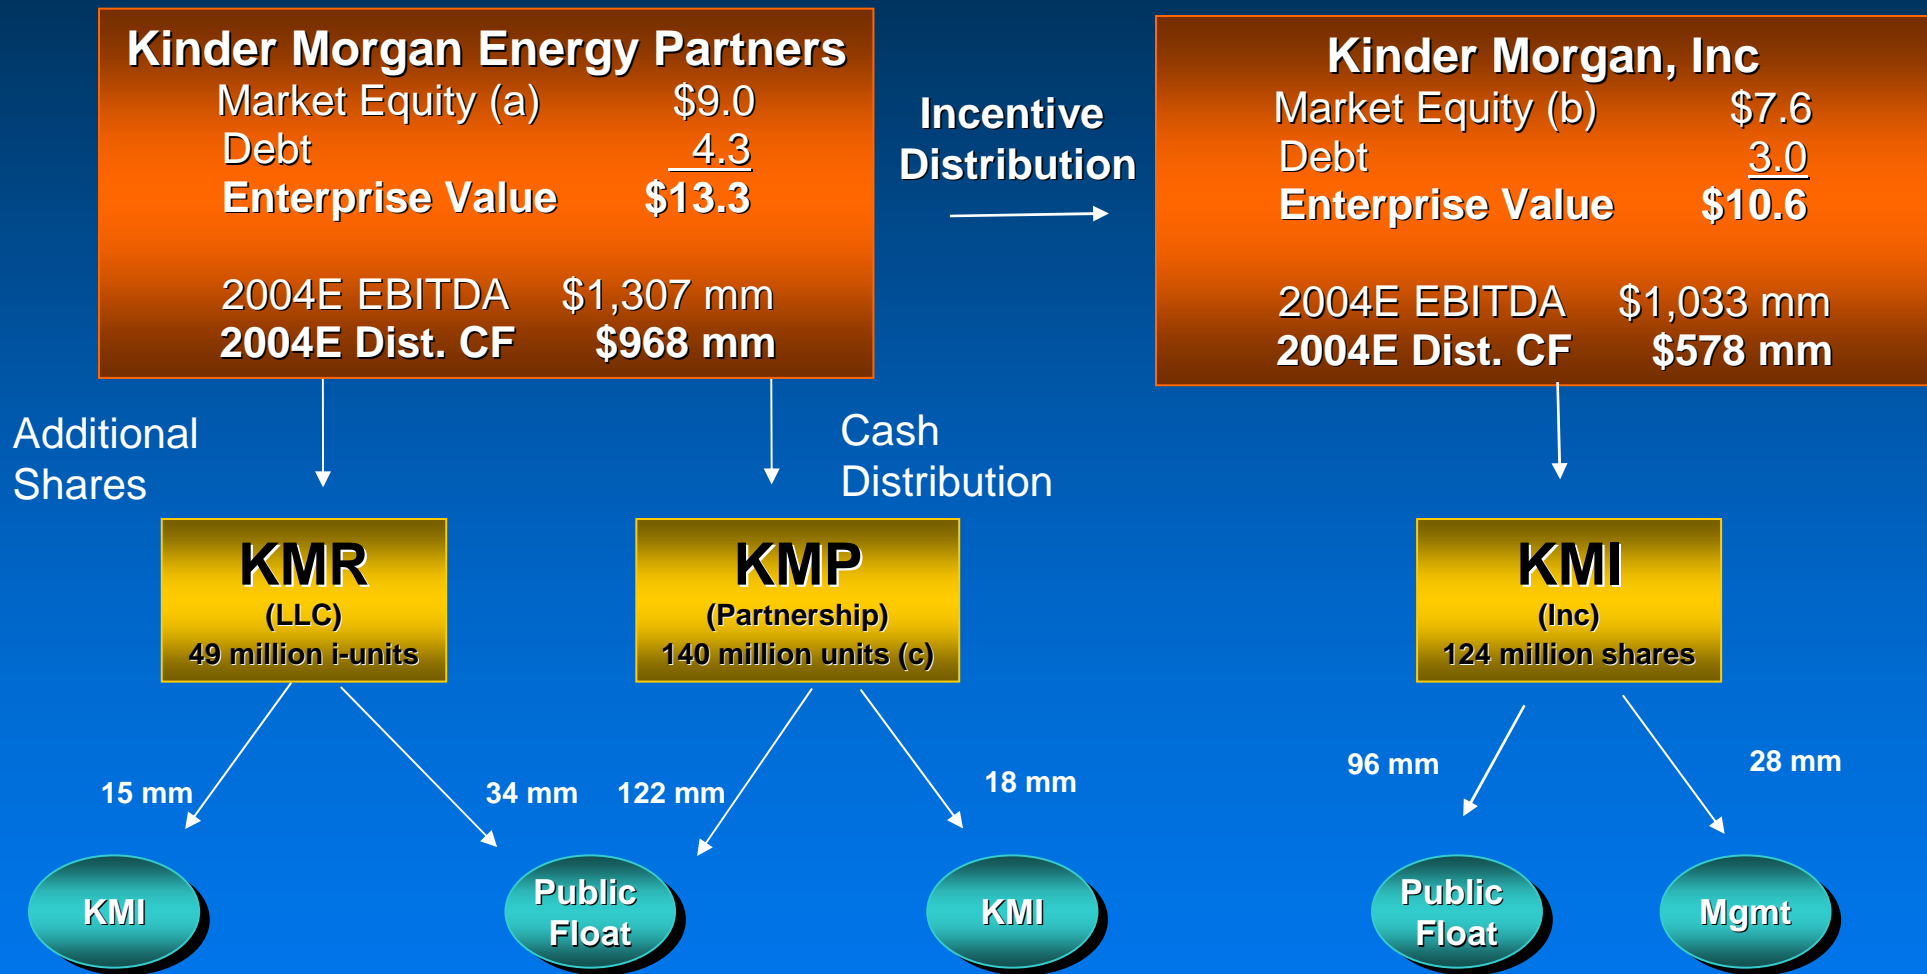 Kinder Morgan Energy Partners
Market Equity (a) $9.0
Debt 4.3
Enterprise Value $13.3
2004E EBITDA $1,307 mm
2004E Dist. CF $968 mm
Incentive
Distribution
Kinder Morgan, Inc
Market Equity (b) $7.6
Debt 3.0
Enterprise Value $10.6
2004E EBITDA $1,033 mm
2004E Dist. CF $578 mm
Additional
Shares
Cash
Distribution
KMR
(LLC)
49 million i-units
KMP
(Partnership)
140 million units (c)
KMI
(Inc)
124 million shares
15 mm
34 mm
122 mm
18 mm
96 mm
28 mm
KMI
Public
Float
KMI
Public
Float
Mgmt